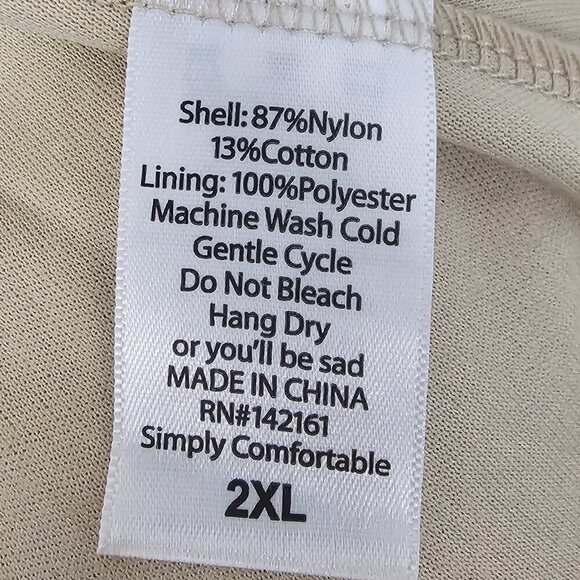 Shell: 87%Nylon
13%Cotton
Lining: 100%Polyester
Machine Wash Cold
Gentle Cycle
Do Not Bleach
Hang Dry
or you'll be sad
MADE IN CHINA
RN#142161
Simply Comfortable
2XL